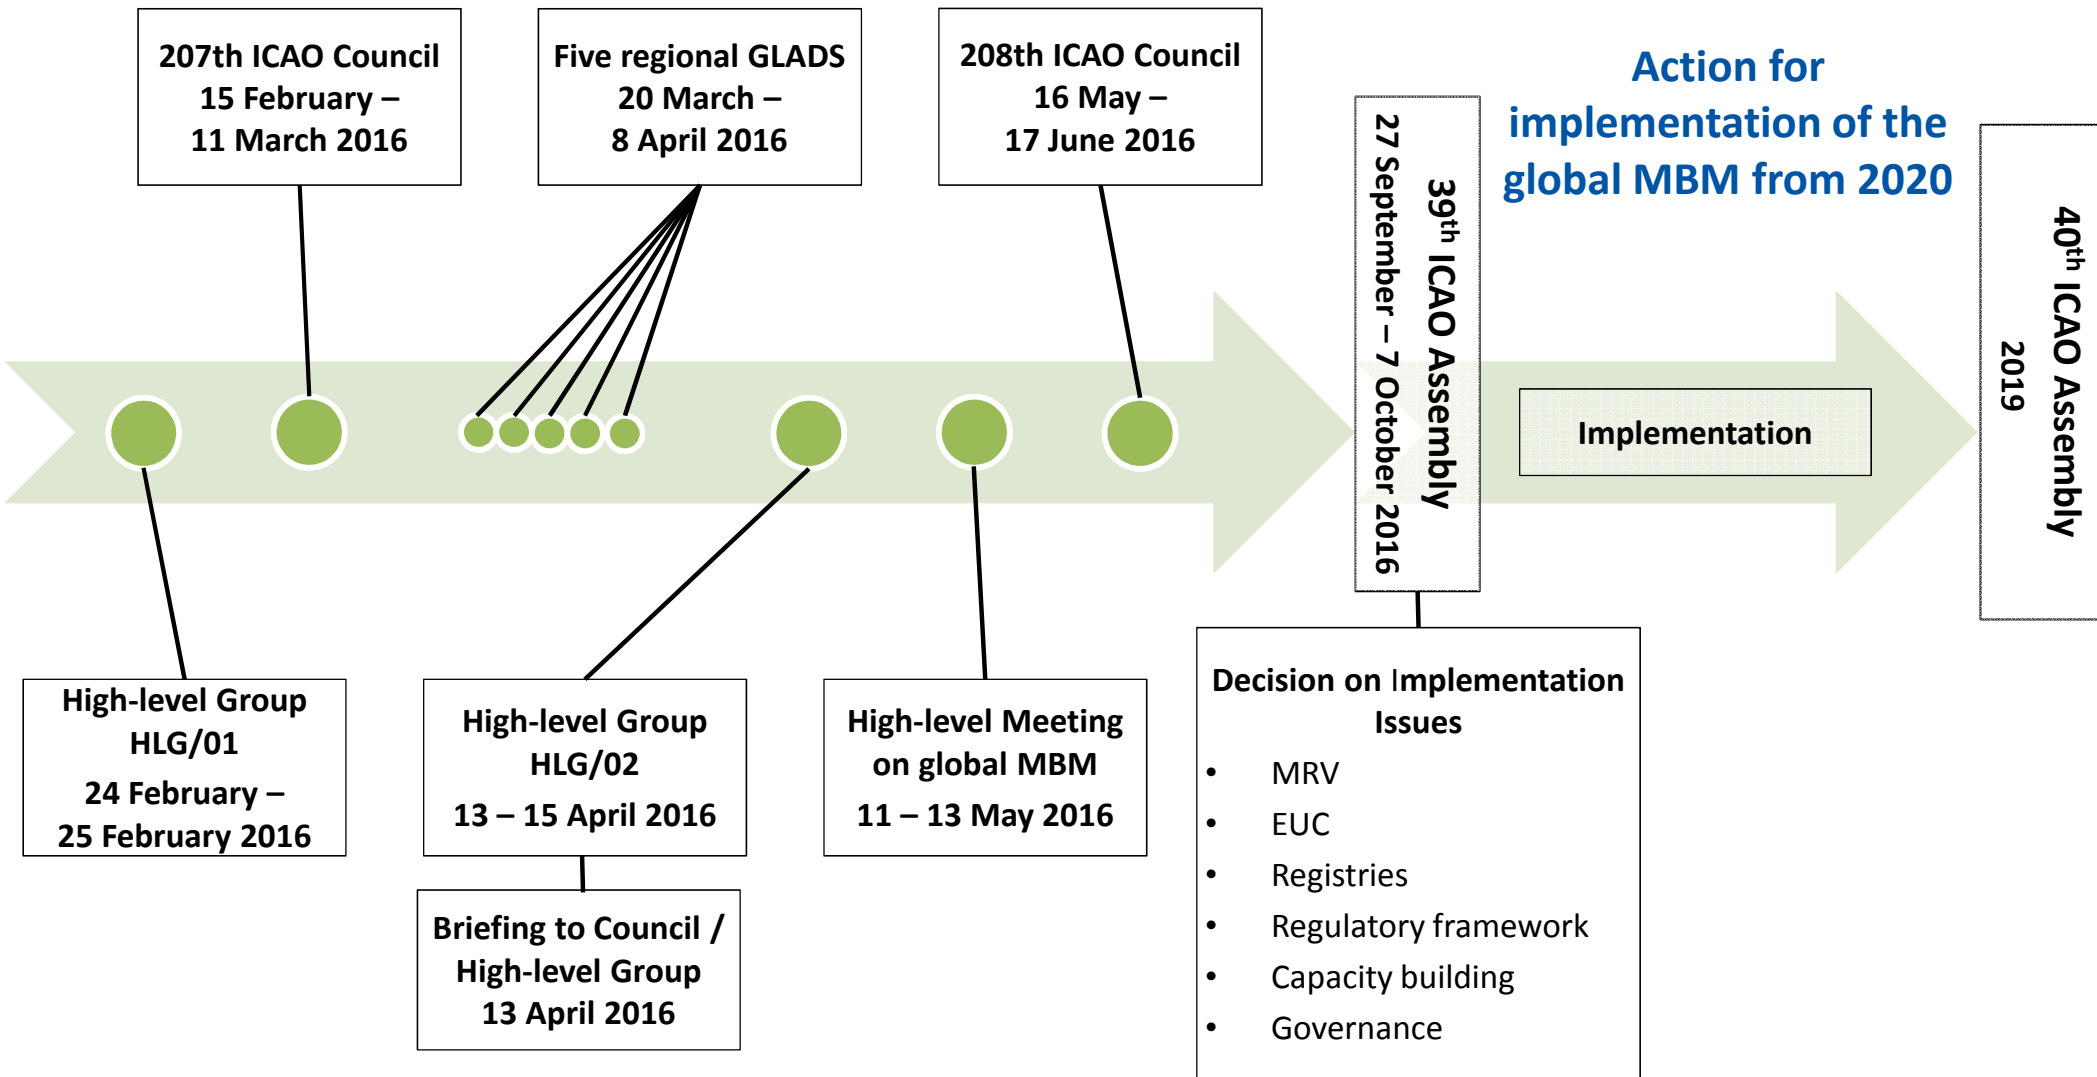 207th ICAO Council
15 February –
11 March 2016
Five regional GLADS
20 March –
8 April 2016
208th ICAO Council
16 May –
17 June 2016
Action for
implementation of the
global MBM from 2020
39th ICAO Assembly
27 September – 7 October 2016
Implementation
40th ICAO Assembly
2019
High-level Group
HLG/01
24 February –
25 February 2016
High-level Group
HLG/02
13 – 15 April 2016
Briefing to Council /
High-level Group
13 April 2016
High-level Meeting
on global MBM
11 – 13 May 2016
Decision on Implementation
Issues
• MRV
• EUC
• Registries
• Regulatory framework
• Capacity building
• Governance